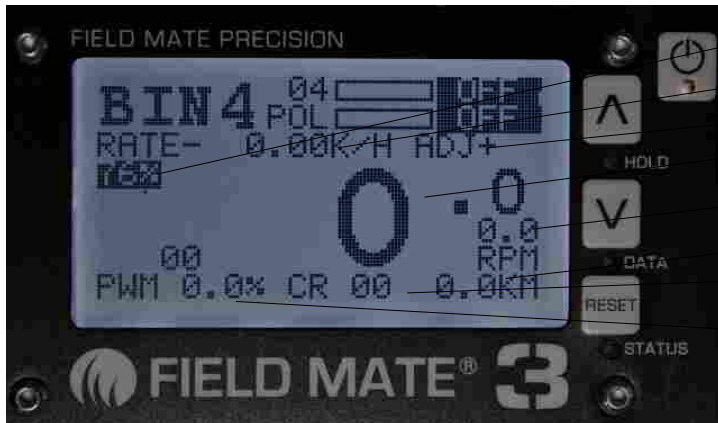 FIELD MATE PRECISION
BIN4 04 OFF
POL OFF
RATE- 0.00K/H ADJ+
0.0
0.0
00 RPM
PWM 0.0% CR 00 0.0KM
HOLD
DATA
RESET
STATUS
FIELD MATE® 3